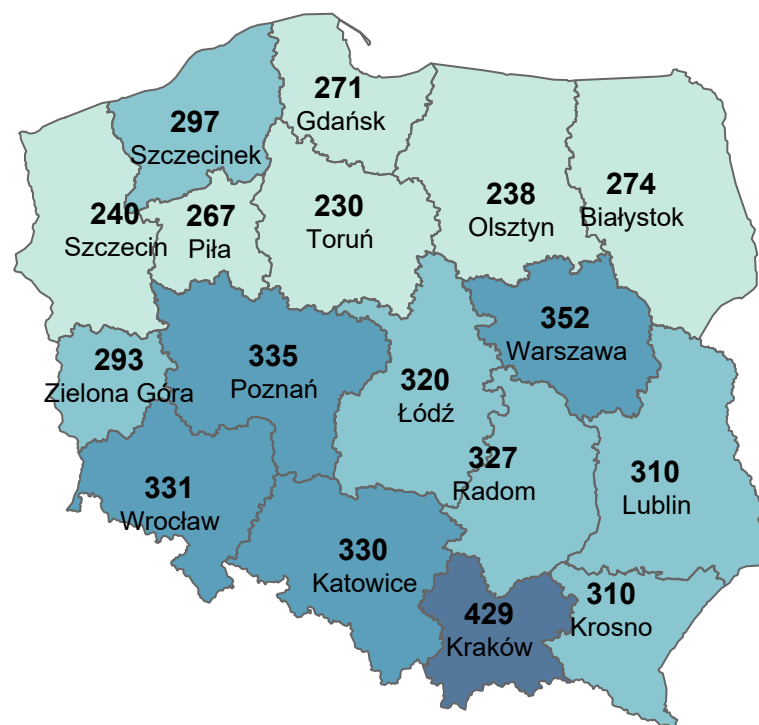 271
Gdańsk
297
Szczecinek
274
Białystok
238
Olsztyn
230
Toruń
267
Piła
240
Szczecin
352
Warszawa
335
Poznań
293
Zielona Góra
320
Łódź
327
Radom
310
Lublin
331
Wrocław
330
Katowice
310
Krosno
429
Kraków